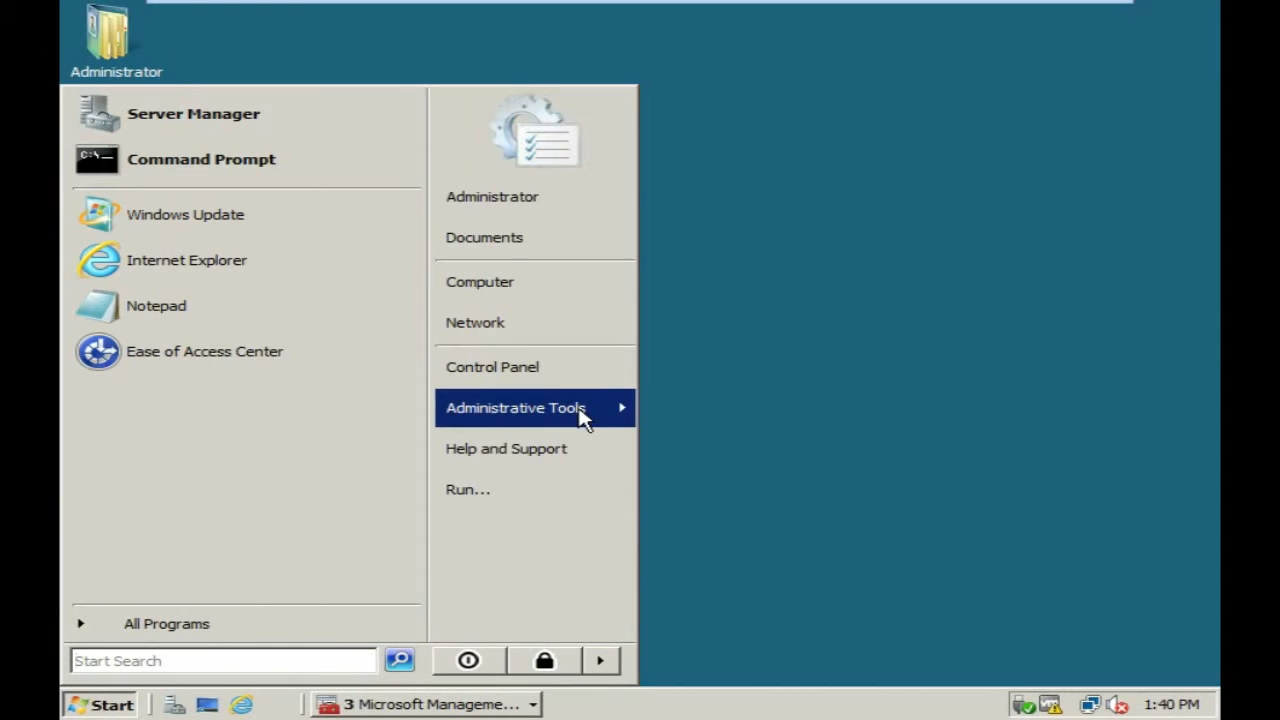 Administrator
Server Manager
Command Prompt
Windows Update
Internet Explorer
Notepad
Ease of Access Center
All Programs
Start Search
Administrator
Documents
Computer
Network
Control Panel
Administrative Tools
Help and Support
Run...
Start
3 Microsoft Manageme...
1:40 PM